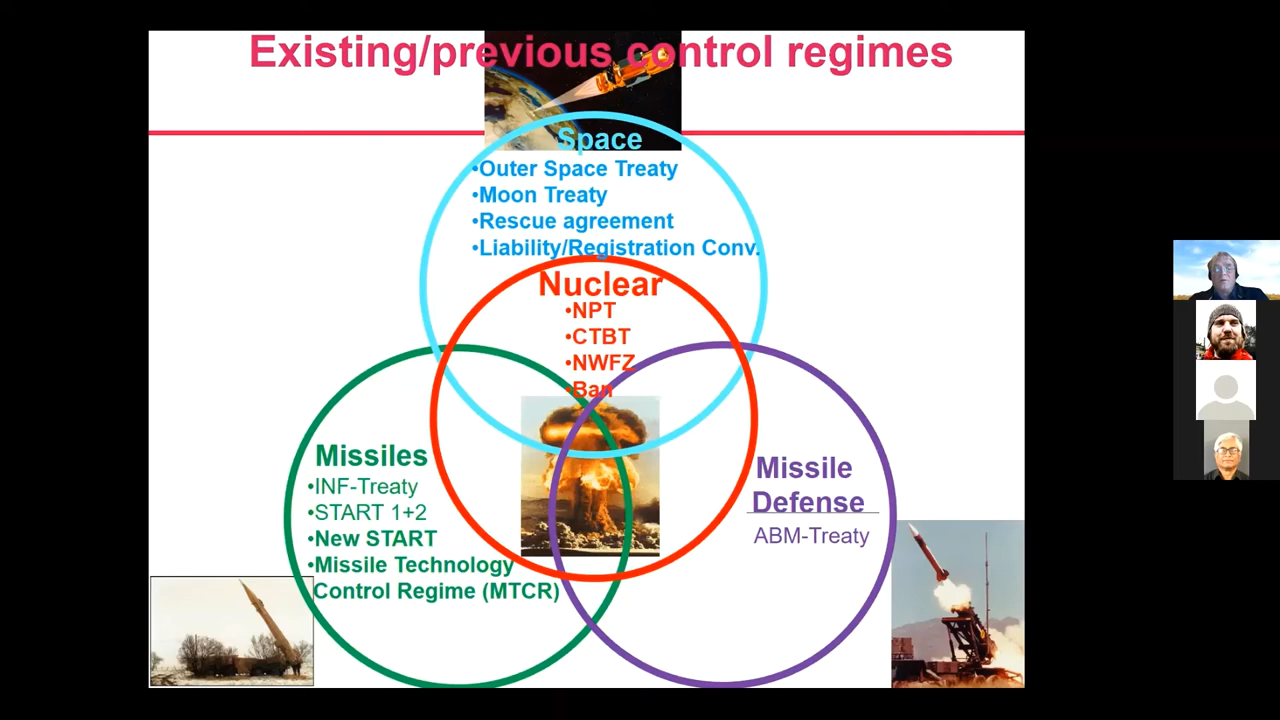 Existing/previous control regimes
Space
•Outer Space Treaty
•Moon Treaty
•Rescue agreement
•Liability/Registration Conv.
Nuclear
•NPT
•CTBT
•NWFZ
•Ban
Missiles
•INF-Treaty
•START 1+2
•New START
•Missile Technology
Control Regime (MTCR)
Missile
Defense
ABM-Treaty